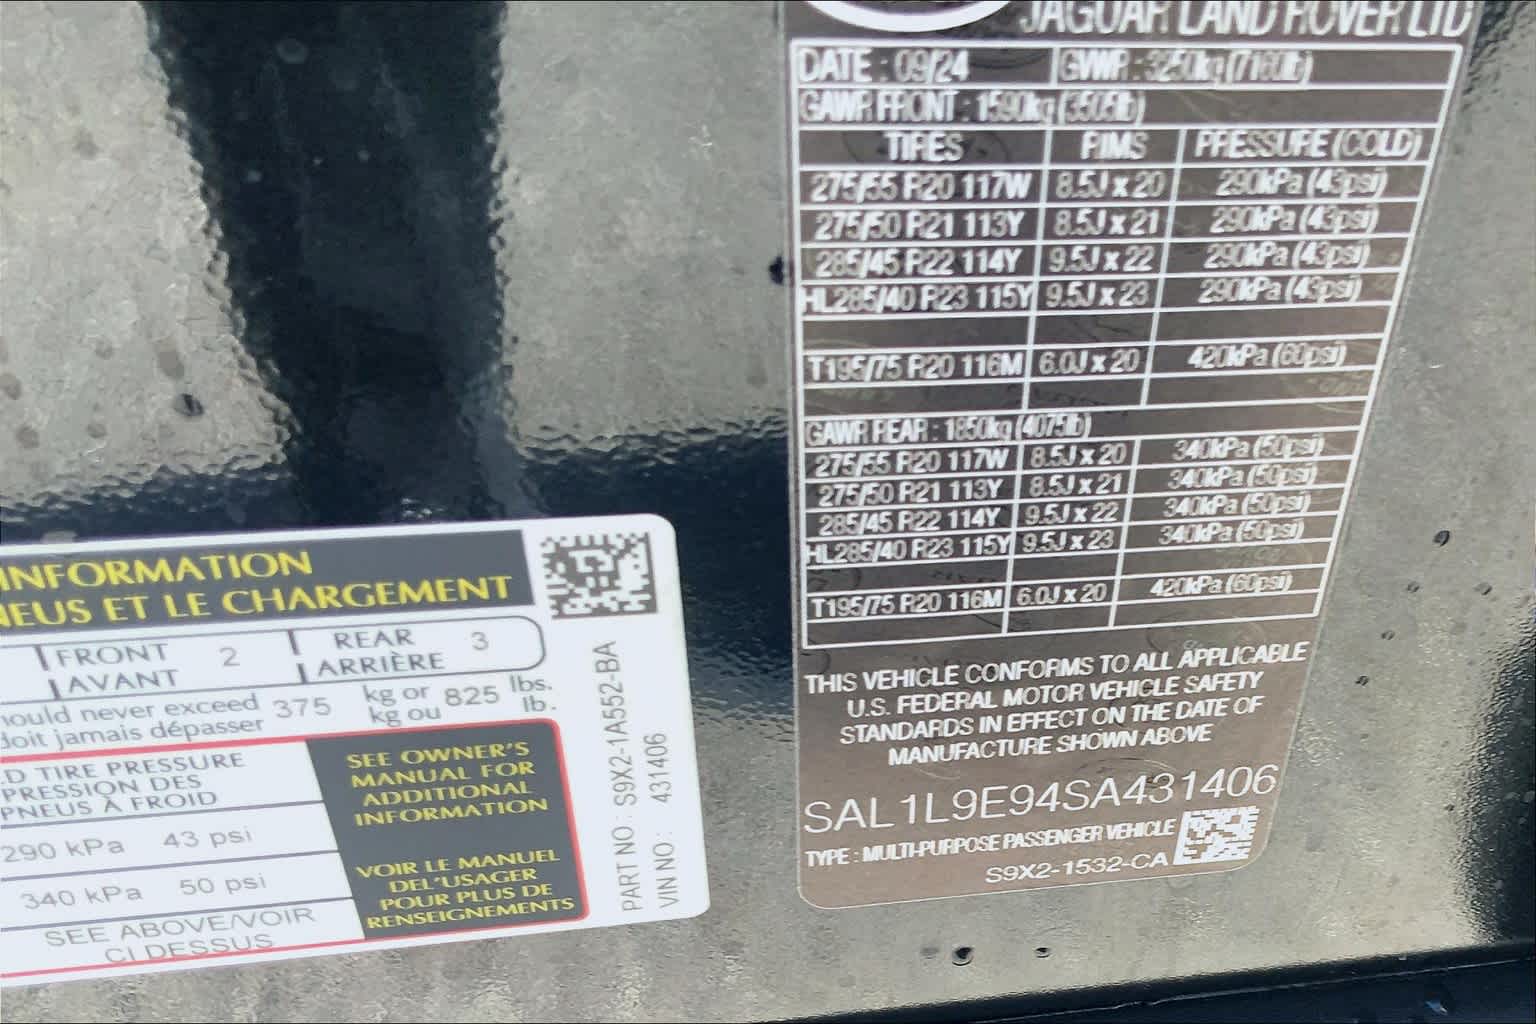 INFORMATION
NEUS ET LE CHARGEMENT
FRONT 2 REAR 3
AVANT ARRIÈRE
hould never exceed 375 kg or 825 lbs.
doit jamais dépasser kg ou lb.
D TIRE PRESSURE
PRESSION DES
PNEUS À FROID
290 kPa 43 psi
340 kPa 50 psi
SEE ABOVE/VOIR
CI DESSUS
SEE OWNER'S
MANUAL FOR
ADDITIONAL
INFORMATION
VOIR LE MANUEL
DEL'USAGER
POUR PLUS DE
RENSEIGNEMENTS
PART NO : S9X2-1A552-BA
VIN NO : 431406
JAGUAR LAND ROVER LTD
DATE : 09/24 GWR : 3250kg (7160lb)
GAWR FRONT : 1590kg (3505lb)
TIRES RIMS PRESSURE (COLD)
275/55 R20 117W 8.5J x 20 290kPa (43psi)
275/50 R21 113Y 8.5J x 21 290kPa (43psi)
285/45 R22 114Y 9.5J x 22 290kPa (43psi)
HL285/40 R23 115Y 9.5J x 23 290kPa (43psi)
T195/75 R20 116M 6.0J x 20 420kPa (60psi)
GAWR REAR : 1850kg (4075lb)
275/55 R20 117W 8.5J x 20 340kPa (50psi)
275/50 R21 113Y 8.5J x 21 340kPa (50psi)
285/45 R22 114Y 9.5J x 22 340kPa (50psi)
HL285/40 R23 115Y 9.5J x 23 340kPa (50psi)
T195/75 R20 116M 6.0J x 20 420kPa (60psi)
THIS VEHICLE CONFORMS TO ALL APPLICABLE
U.S. FEDERAL MOTOR VEHICLE SAFETY
STANDARDS IN EFFECT ON THE DATE OF
MANUFACTURE SHOWN ABOVE
SAL1L9E94SA431406
TYPE : MULTI-PURPOSE PASSENGER VEHICLE
S9X2-1532-CA